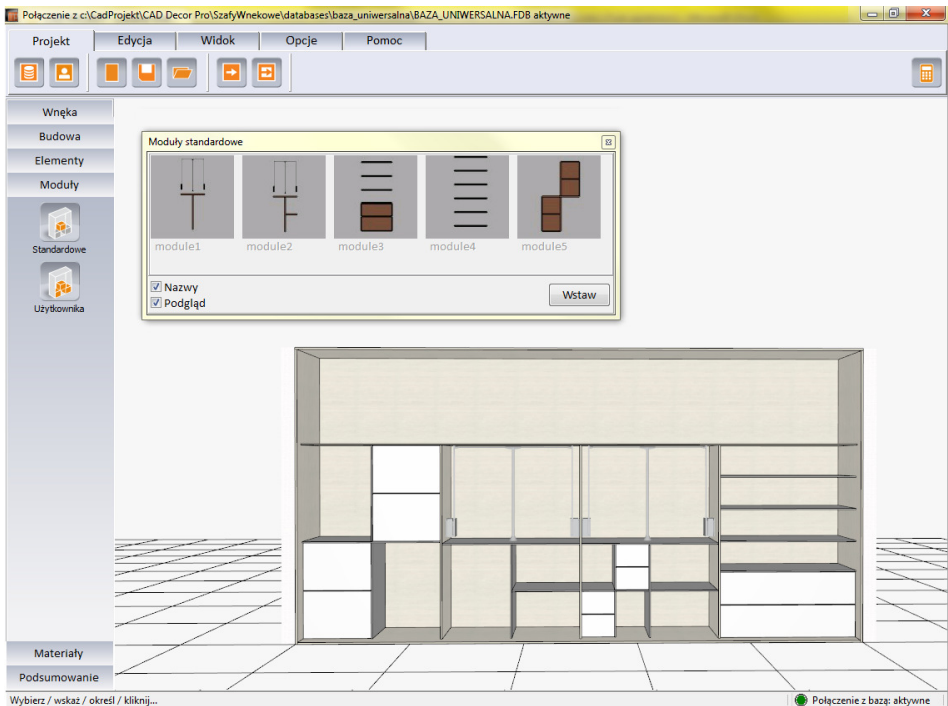 Połączenie z c:\CadProjekt\CAD Decor Pro\SzafyWnekowe\databases\baza_uniwersalna\BAZA_UNIWERSALNA.FDB aktywne
Projekt Edycja Widok Opcje Pomoc
Wnęka
Budowa
Elementy
Moduły
Standardowe
Użytkownika
Moduły standardowe
module1 module2 module3 module4 module5
Nazwy
Podgląd
Wstaw
Materiały
Podsumowanie
Wybierz / wskaż / określ / kliknij... Połączenie z bazą: aktywne